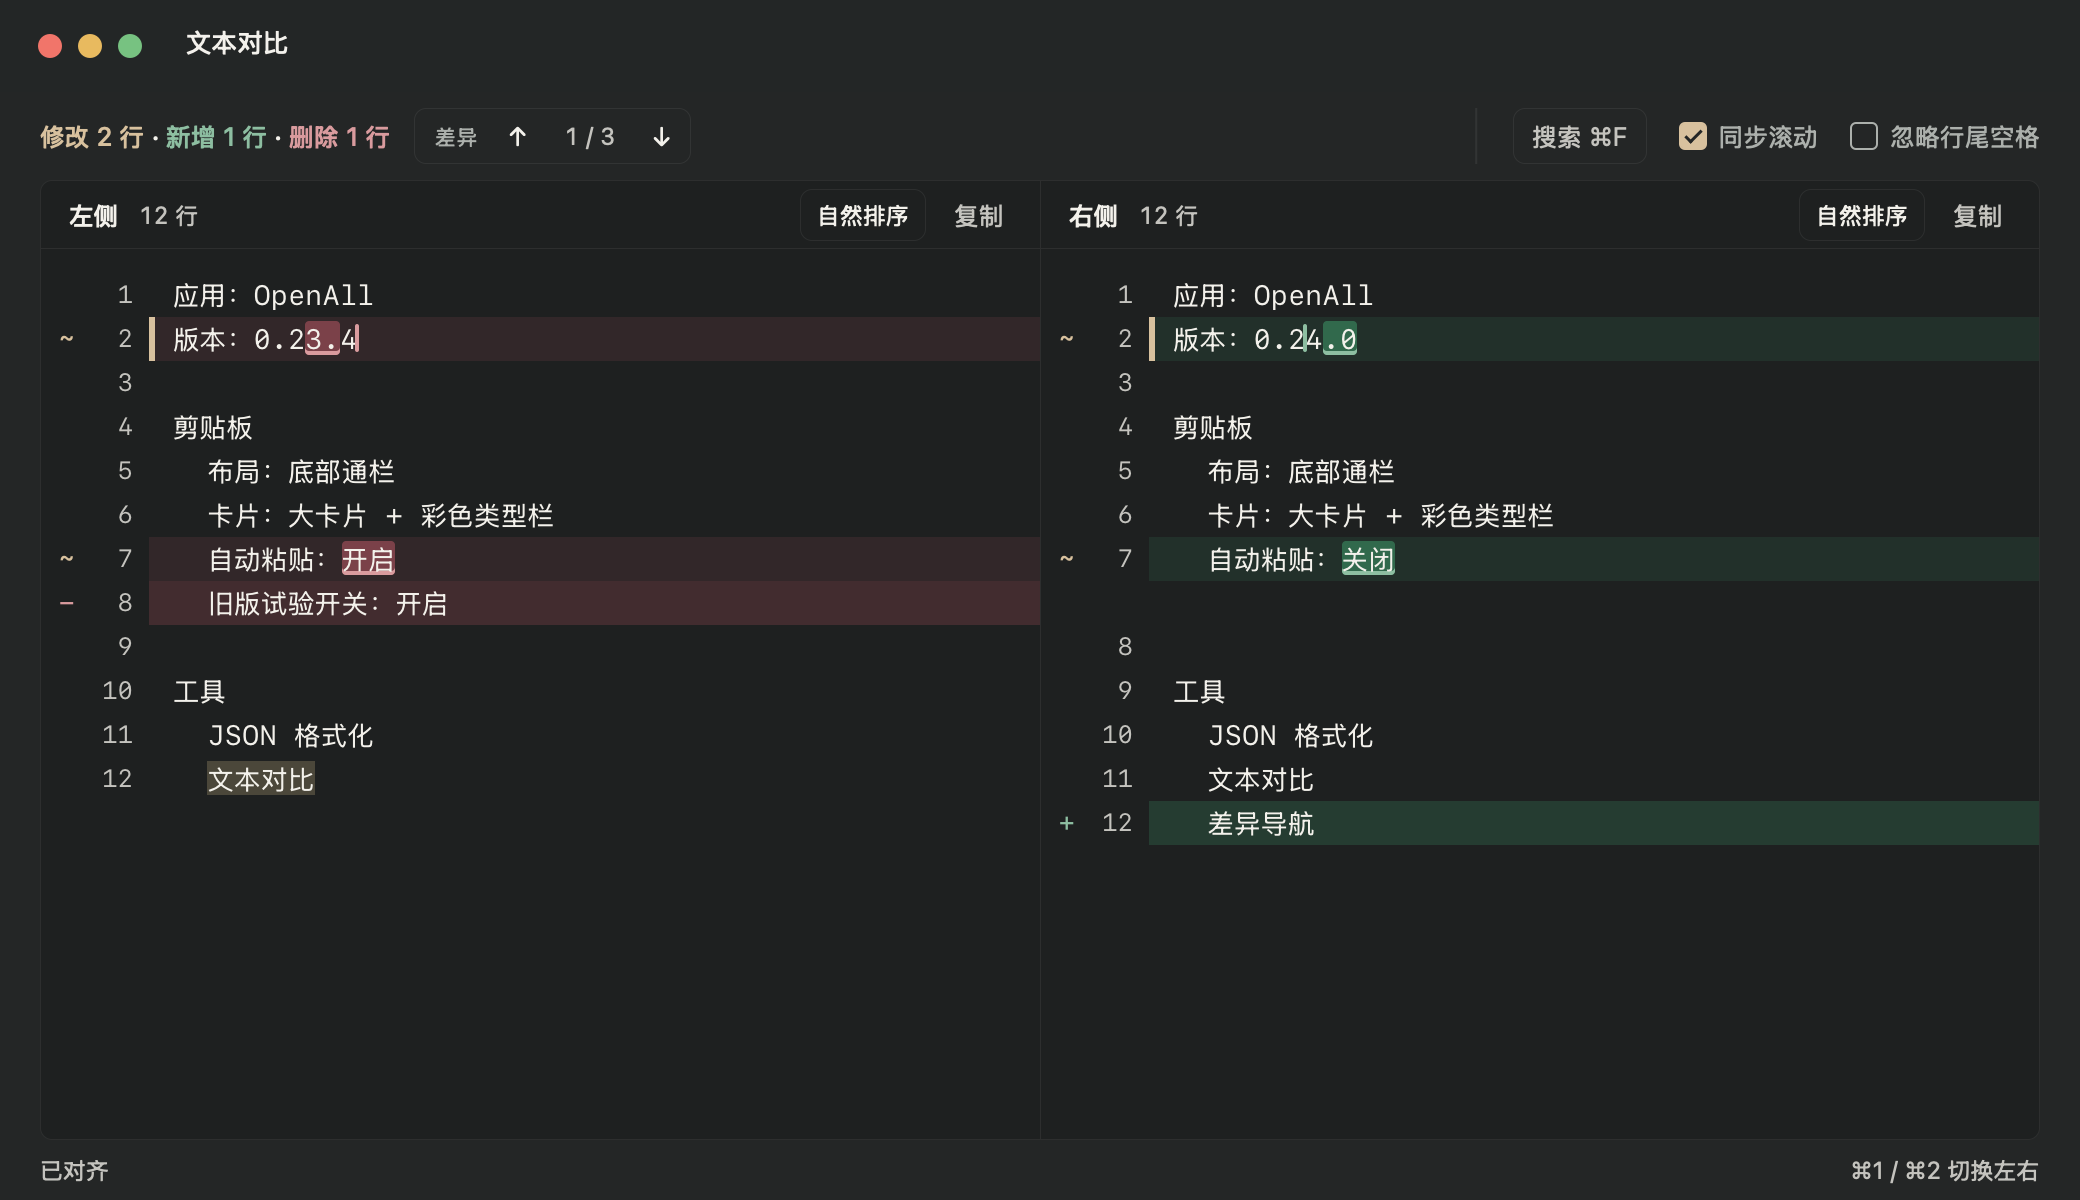 文本对比
修改 2 行 · 新增 1 行 · 删除 1 行 差异 ↑ 1 / 3 ↓ 搜索 ⌘F 同步滚动 忽略行尾空格
左侧 12 行 自然排序 复制
1 应用：OpenAll
~ 2 版本：0.23.4
3
4 剪贴板
5 布局：底部通栏
6 卡片：大卡片 + 彩色类型栏
~ 7 自动粘贴：开启
− 8 旧版试验开关：开启
9
10 工具
11 JSON 格式化
12 文本对比
右侧 12 行 自然排序 复制
1 应用：OpenAll
~ 2 版本：0.24.0
3
4 剪贴板
5 布局：底部通栏
6 卡片：大卡片 + 彩色类型栏
~ 7 自动粘贴：关闭
8
9 工具
10 JSON 格式化
11 文本对比
+ 12 差异导航
已对齐 ⌘1 / ⌘2 切换左右